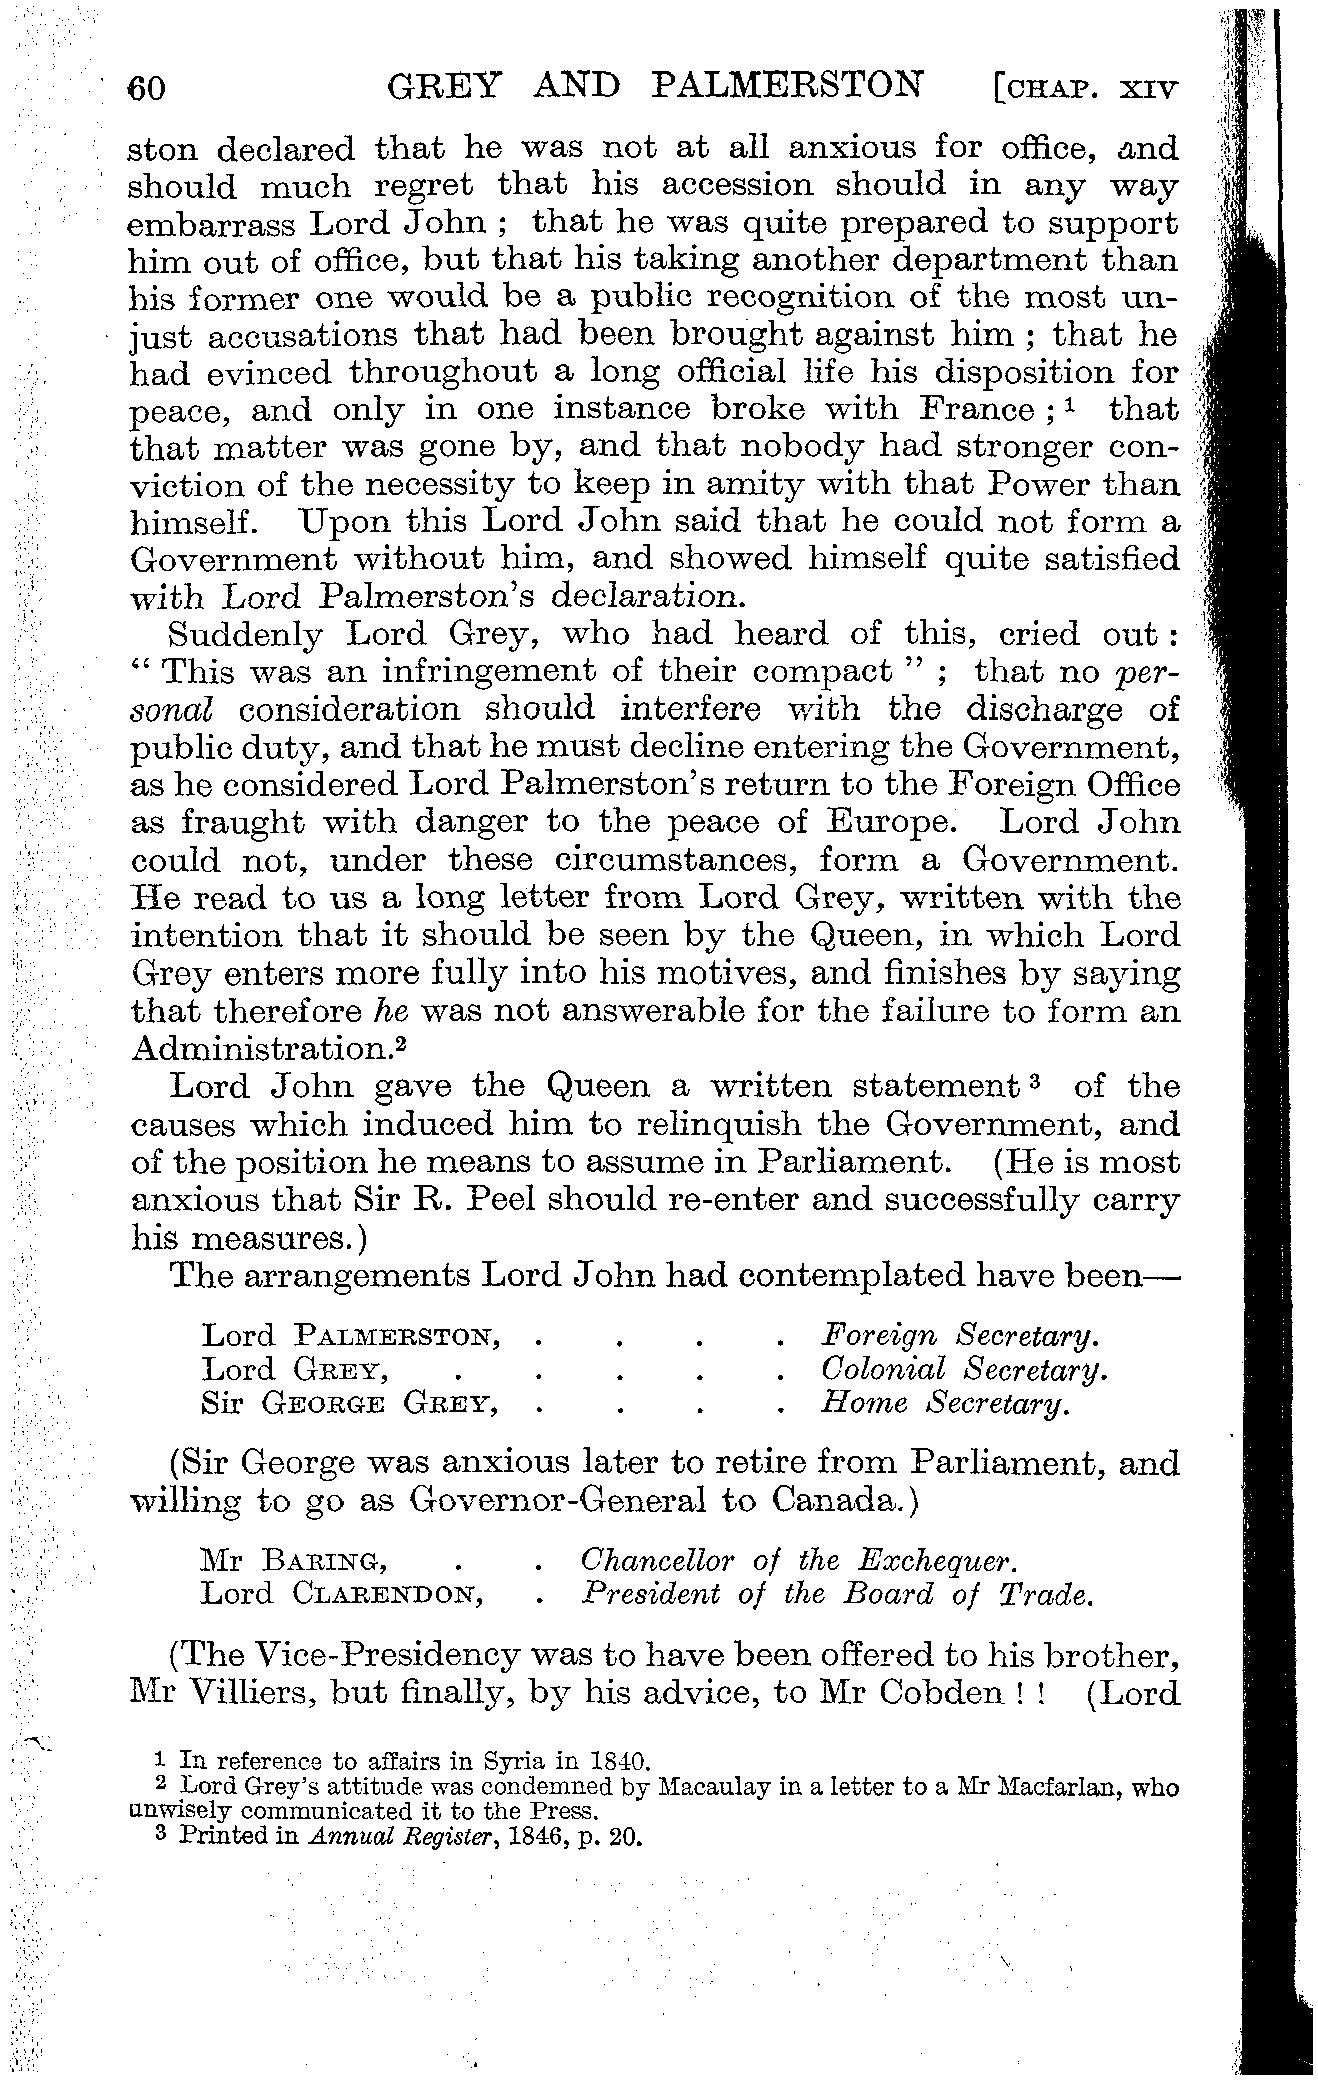 60 GREY AND PALMERSTON [CHAP. XIV
ston declared that he was not at all anxious for office, and
should much regret that his accession should in any way
embarrass Lord John ; that he was quite prepared to support
him out of office, but that his taking another department than
his former one would be a public recognition of the most un-
just accusations that had been brought against him ; that he
had evinced throughout a long official life his disposition for
peace, and only in one instance broke with France ;¹ that
that matter was gone by, and that nobody had stronger con-
viction of the necessity to keep in amity with that Power than
himself. Upon this Lord John said that he could not form a
Government without him, and showed himself quite satisfied
with Lord Palmerston's declaration.
Suddenly Lord Grey, who had heard of this, cried out :
“ This was an infringement of their compact ” ; that no per-
sonal consideration should interfere with the discharge of
public duty, and that he must decline entering the Government,
as he considered Lord Palmerston's return to the Foreign Office
as fraught with danger to the peace of Europe. Lord John
could not, under these circumstances, form a Government.
He read to us a long letter from Lord Grey, written with the
intention that it should be seen by the Queen, in which Lord
Grey enters more fully into his motives, and finishes by saying
that therefore he was not answerable for the failure to form an
Administration.²
Lord John gave the Queen a written statement ³ of the
causes which induced him to relinquish the Government, and
of the position he means to assume in Parliament. (He is most
anxious that Sir R. Peel should re-enter and successfully carry
his measures.)
The arrangements Lord John had contemplated have been—
Lord PALMERSTON, . . . . Foreign Secretary.
Lord GREY, . . . . . Colonial Secretary.
Sir GEORGE GREY, . . . . Home Secretary.
(Sir George was anxious later to retire from Parliament, and
willing to go as Governor-General to Canada.)
Mr BARING, . . Chancellor of the Exchequer.
Lord CLARENDON, . President of the Board of Trade.
(The Vice-Presidency was to have been offered to his brother,
Mr Villiers, but finally, by his advice, to Mr Cobden ! ! (Lord
1 In reference to affairs in Syria in 1840.
2 Lord Grey's attitude was condemned by Macaulay in a letter to a Mr Macfarlan, who
unwisely communicated it to the Press.
3 Printed in Annual Register, 1846, p. 20.